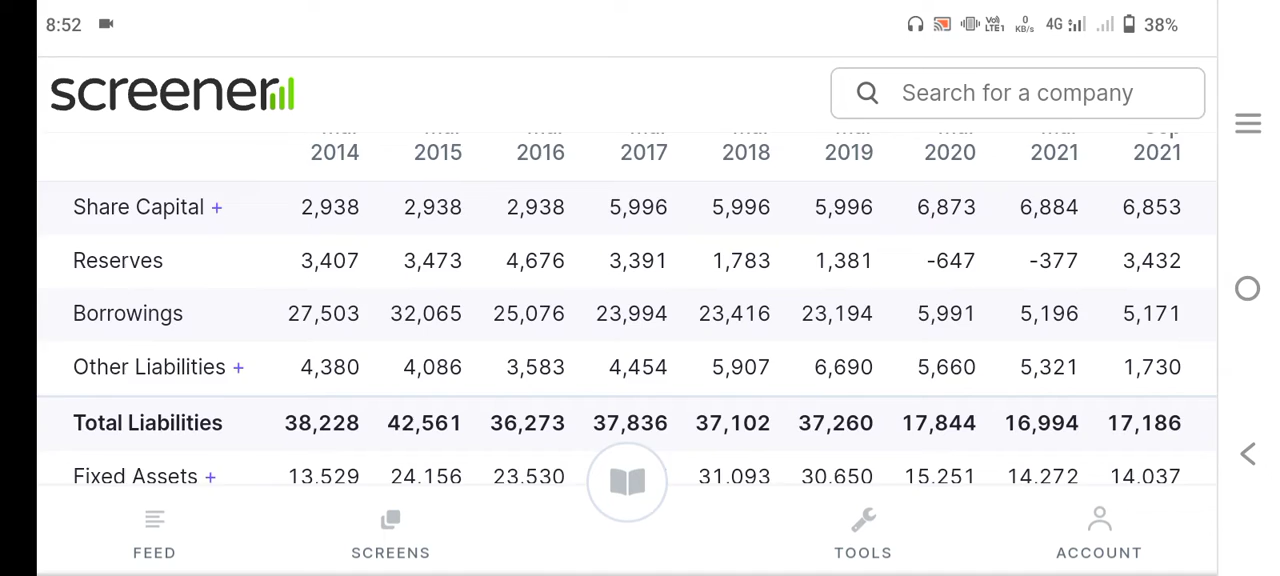 8:52 Vo) LTE1 0 KB/s 4G 38%
screener Search for a company
2014 2015 2016 2017 2018 2019 2020 2021 2021
Share Capital + 2,938 2,938 2,938 5,996 5,996 5,996 6,873 6,884 6,853
Reserves 3,407 3,473 4,676 3,391 1,783 1,381 -647 -377 3,432
Borrowings 27,503 32,065 25,076 23,994 23,416 23,194 5,991 5,196 5,171
Other Liabilities + 4,380 4,086 3,583 4,454 5,907 6,690 5,660 5,321 1,730
Total Liabilities 38,228 42,561 36,273 37,836 37,102 37,260 17,844 16,994 17,186
Fixed Assets + 13,529 24,156 23,530 31,093 30,650 15,251 14,272 14,037
FEED SCREENS TOOLS ACCOUNT